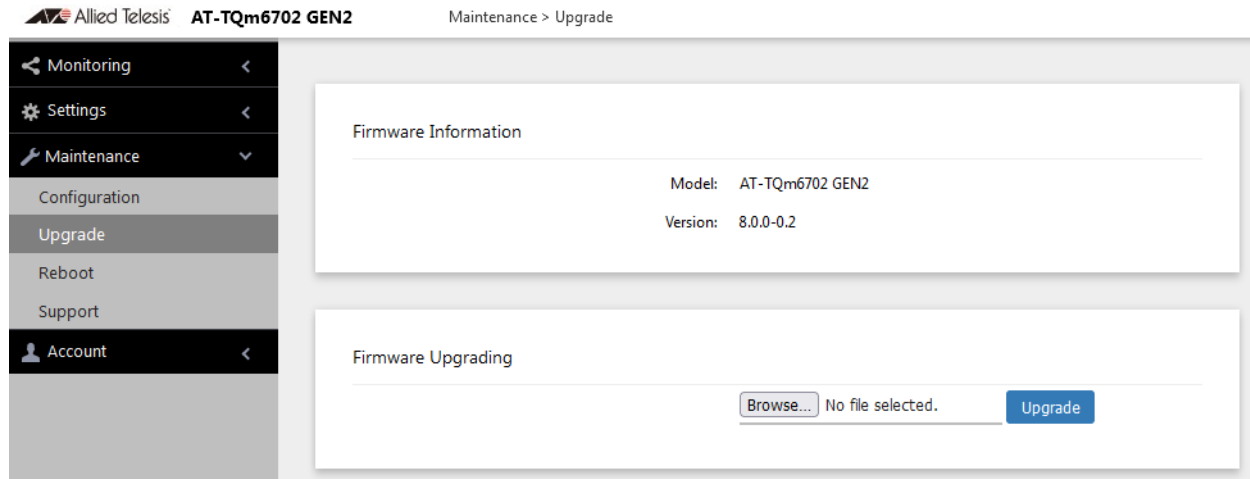 Allied Telesis AT-TQm6702 GEN2 Maintenance > Upgrade
Monitoring
Settings
Maintenance
Configuration
Upgrade
Reboot
Support
Account
Firmware Information
Model: AT-TQm6702 GEN2
Version: 8.0.0-0.2
Firmware Upgrading
Browse... No file selected. Upgrade